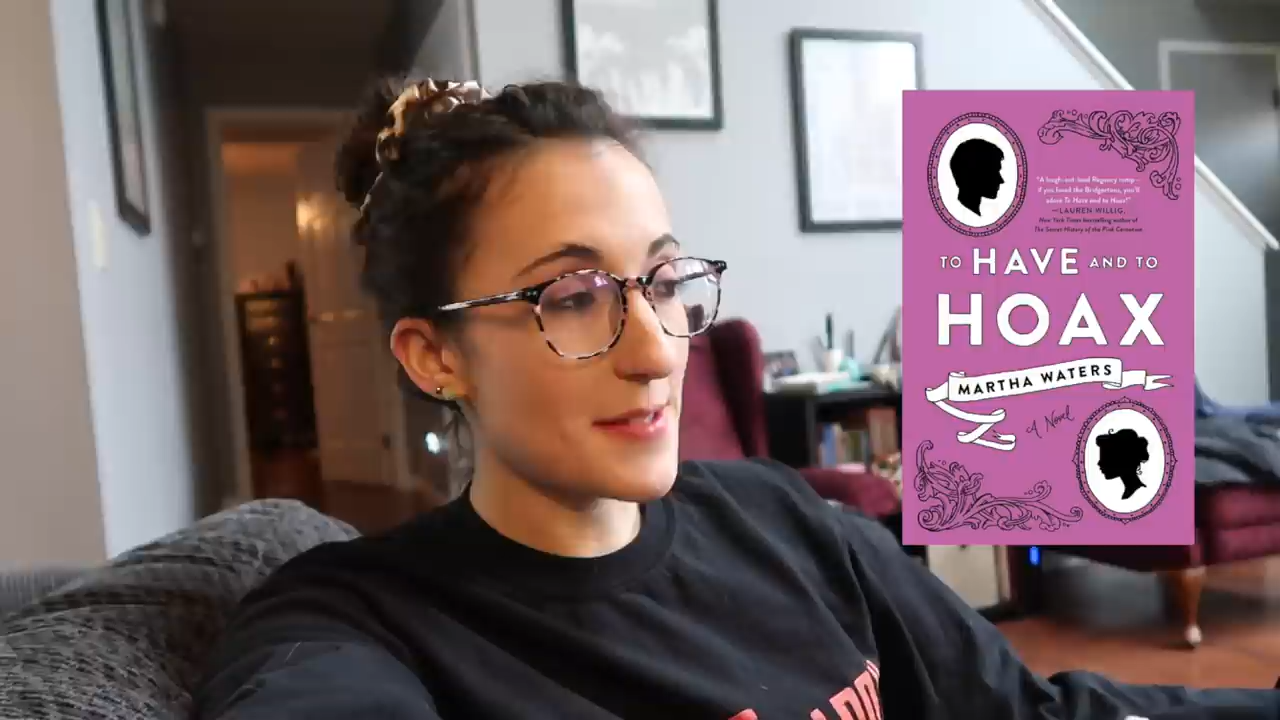 "A laugh-out-loud Regency romp—
if you loved the Bridgertons, you'll
adore To Have and to Hoax!"
—LAUREN WILLIG,
New York Times bestselling author of
The Secret History of the Pink Carnation
TO HAVE AND TO
HOAX
MARTHA WATERS
A Novel